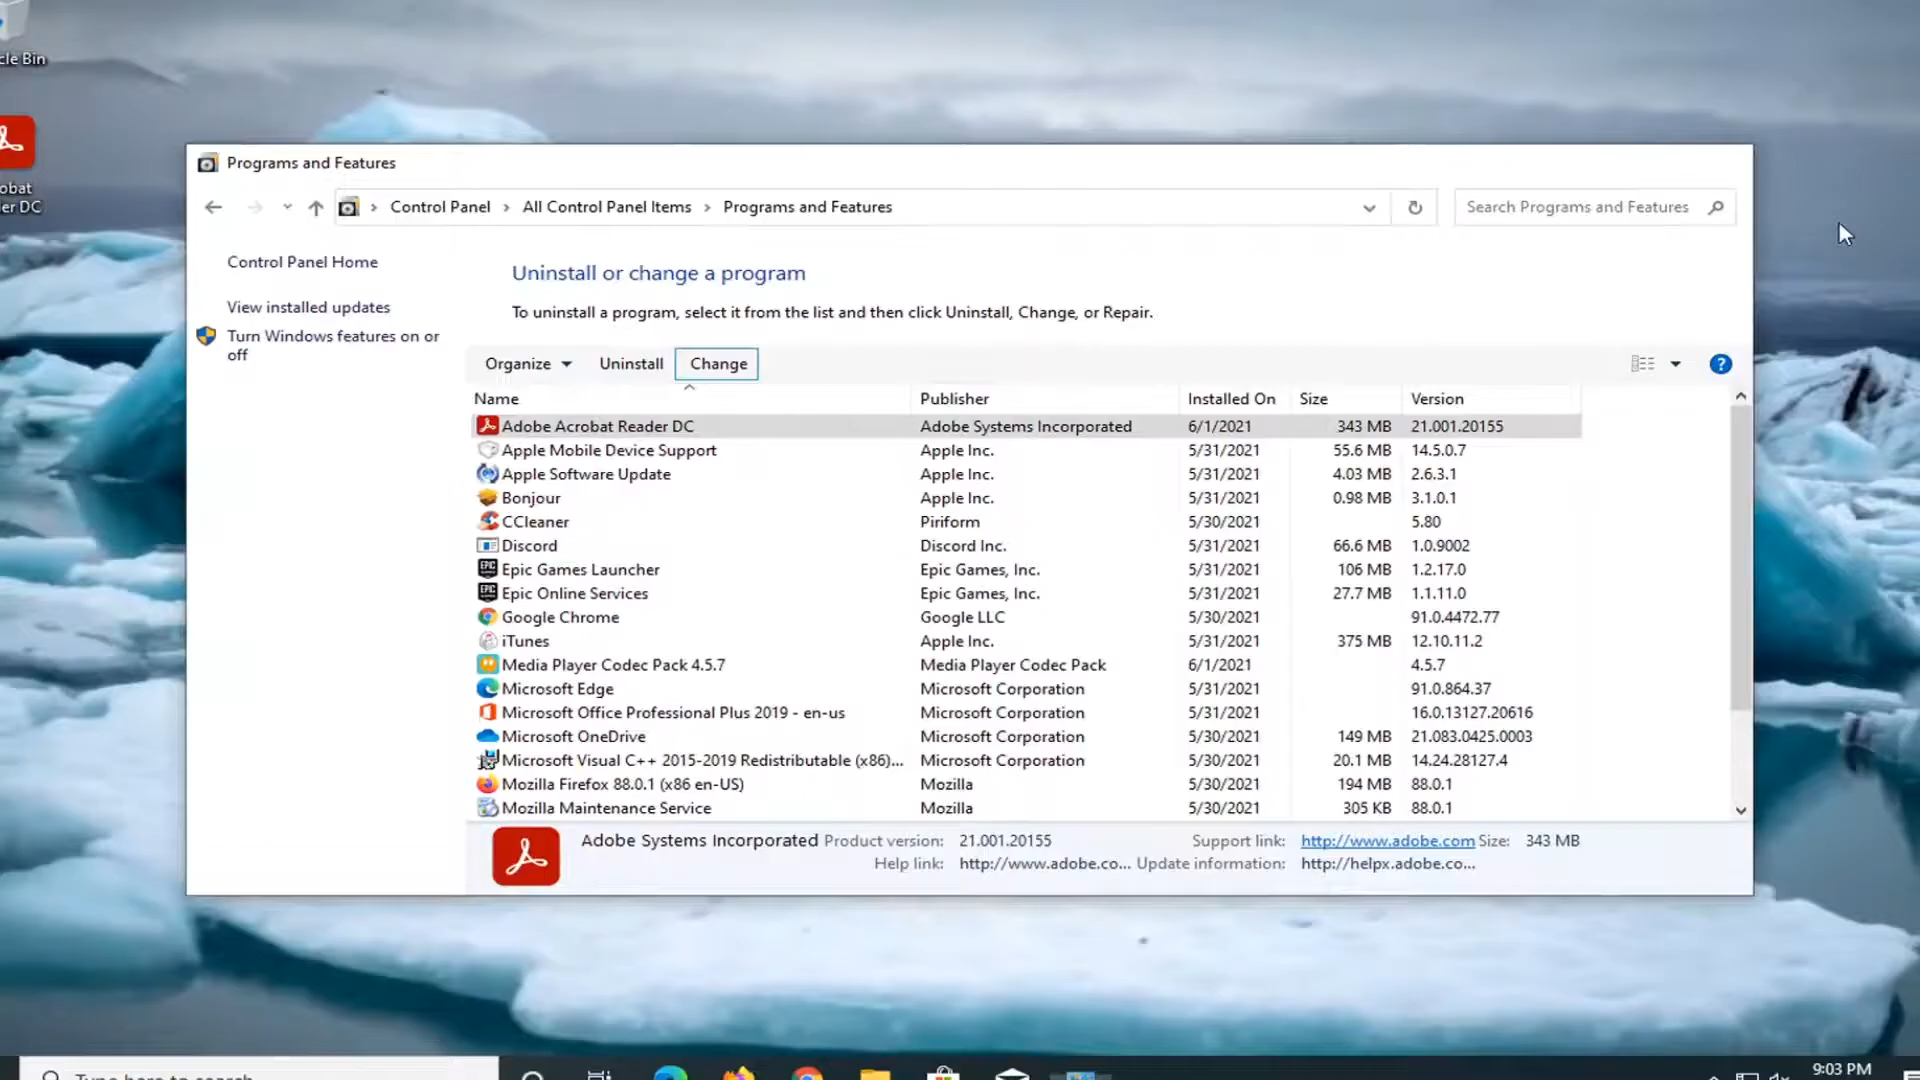 cle Bin
obat
er DC
Programs and Features
Control Panel > All Control Panel Items > Programs and Features
Search Programs and Features
Control Panel Home
View installed updates
Turn Windows features on or
off
Uninstall or change a program
To uninstall a program, select it from the list and then click Uninstall, Change, or Repair.
Organize Uninstall Change
Name Publisher Installed On Size Version
Adobe Acrobat Reader DC Adobe Systems Incorporated 6/1/2021 343 MB 21.001.20155
Apple Mobile Device Support Apple Inc. 5/31/2021 55.6 MB 14.5.0.7
Apple Software Update Apple Inc. 5/31/2021 4.03 MB 2.6.3.1
Bonjour Apple Inc. 5/31/2021 0.98 MB 3.1.0.1
CCleaner Piriform 5/30/2021 5.80
Discord Discord Inc. 5/31/2021 66.6 MB 1.0.9002
EPIC Epic Games Launcher Epic Games, Inc. 5/31/2021 106 MB 1.2.17.0
EPIC Epic Online Services Epic Games, Inc. 5/31/2021 27.7 MB 1.1.11.0
Google Chrome Google LLC 5/30/2021 91.0.4472.77
iTunes Apple Inc. 5/31/2021 375 MB 12.10.11.2
Media Player Codec Pack 4.5.7 Media Player Codec Pack 6/1/2021 4.5.7
Microsoft Edge Microsoft Corporation 5/31/2021 91.0.864.37
Microsoft Office Professional Plus 2019 - en-us Microsoft Corporation 5/31/2021 16.0.13127.20616
Microsoft OneDrive Microsoft Corporation 5/30/2021 149 MB 21.083.0425.0003
Microsoft Visual C++ 2015-2019 Redistributable (x86)... Microsoft Corporation 5/30/2021 20.1 MB 14.24.28127.4
Mozilla Firefox 88.0.1 (x86 en-US) Mozilla 5/30/2021 194 MB 88.0.1
Mozilla Maintenance Service Mozilla 5/30/2021 305 KB 88.0.1
Adobe Systems Incorporated Product version: 21.001.20155 Support link: http://www.adobe.com Size: 343 MB
Help link: http://www.adobe.co... Update information: http://helpx.adobe.co...
Type here to search
9:03 PM